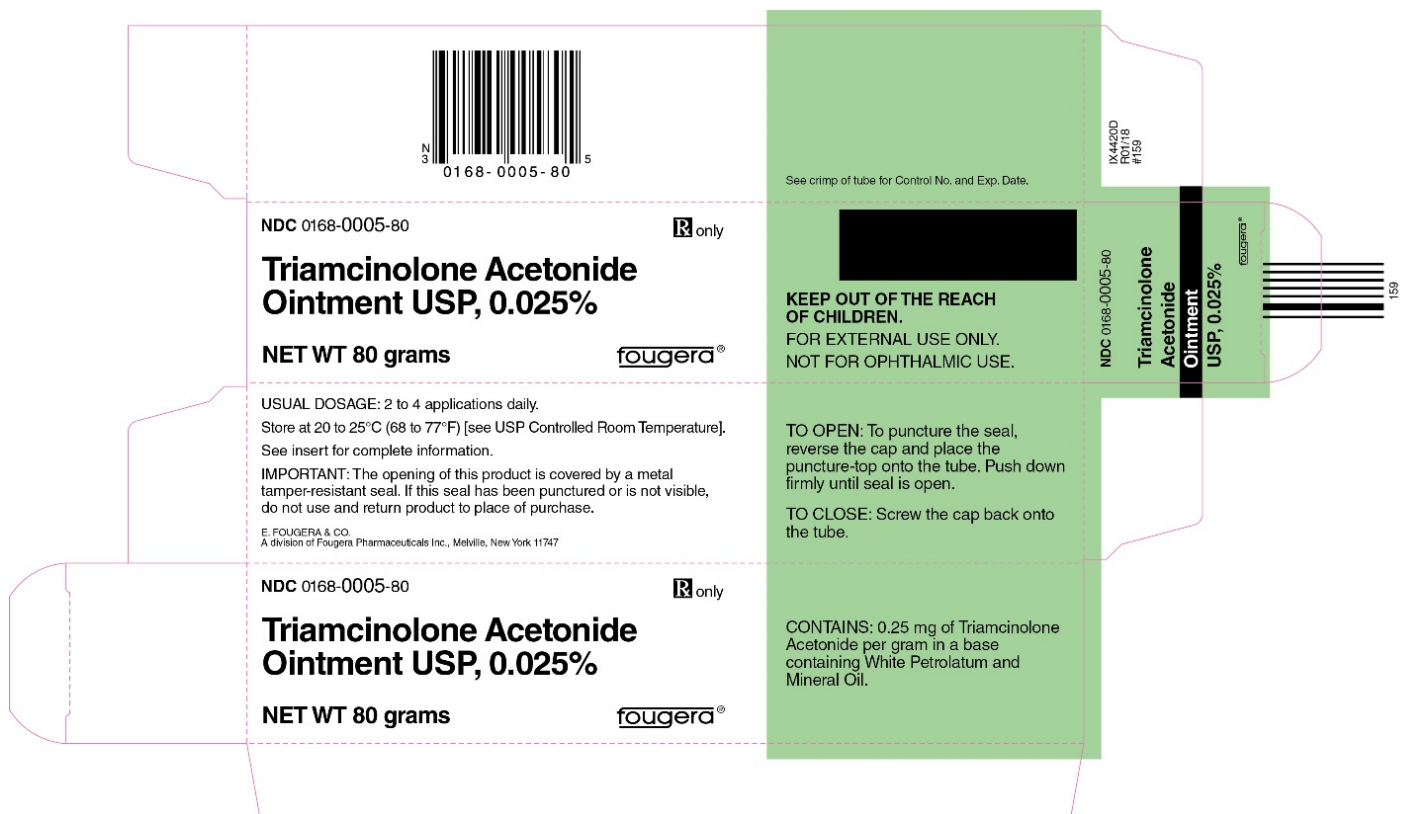 N
3
0168-0005-80
5
NDC 0168-0005-80
Rx only
Triamcinolone Acetonide
Ointment USP, 0.025%
NET WT 80 grams
fougera®
USUAL DOSAGE: 2 to 4 applications daily.
Store at 20 to 25°C (68 to 77°F) [see USP Controlled Room Temperature].
See insert for complete information.
IMPORTANT: The opening of this product is covered by a metal
tamper-resistant seal. If this seal has been punctured or is not visible,
do not use and return product to place of purchase.
E. FOUGERA & CO.
A division of Fougera Pharmaceuticals Inc., Melville, New York 11747
NDC 0168-0005-80
Rx only
Triamcinolone Acetonide
Ointment USP, 0.025%
NET WT 80 grams
fougera®
See crimp of tube for Control No. and Exp. Date.
KEEP OUT OF THE REACH
OF CHILDREN.
FOR EXTERNAL USE ONLY.
NOT FOR OPHTHALMIC USE.
TO OPEN: To puncture the seal,
reverse the cap and place the
puncture-top onto the tube. Push down
firmly until seal is open.
TO CLOSE: Screw the cap back onto
the tube.
CONTAINS: 0.25 mg of Triamcinolone
Acetonide per gram in a base
containing White Petrolatum and
Mineral Oil.
IX4420D
R01/18
#159
NDC 0168-0005-80
Triamcinolone
Acetonide
Ointment
USP, 0.025%
fougera®
159